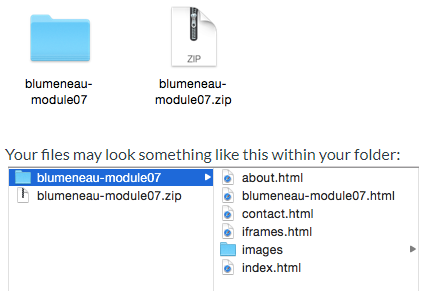 blumeneau-
module07
blumeneau-
module07.zip
ZIP
Your files may look something like this within your folder:
blumeneau-module07
blumeneau-module07.zip
about.html
blumeneau-module07.html
contact.html
iframes.html
images
index.html